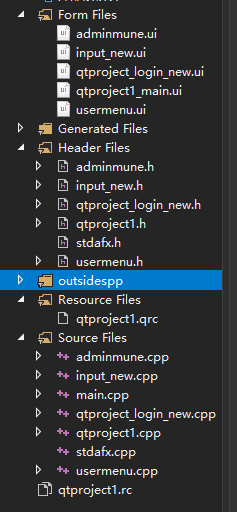 Form Files
adminmune.ui
input_new.ui
qtproject_login_new.ui
qtproject1_main.ui
usermenu.ui
Generated Files
Header Files
adminmune.h
input_new.h
qtproject_login_new.h
qtproject1.h
stdafx.h
usermenu.h
outsidespp
Resource Files
qtproject1.qrc
Source Files
adminmune.cpp
input_new.cpp
main.cpp
qtproject_login_new.cpp
qtproject1.cpp
stdafx.cpp
usermenu.cpp
qtproject1.rc